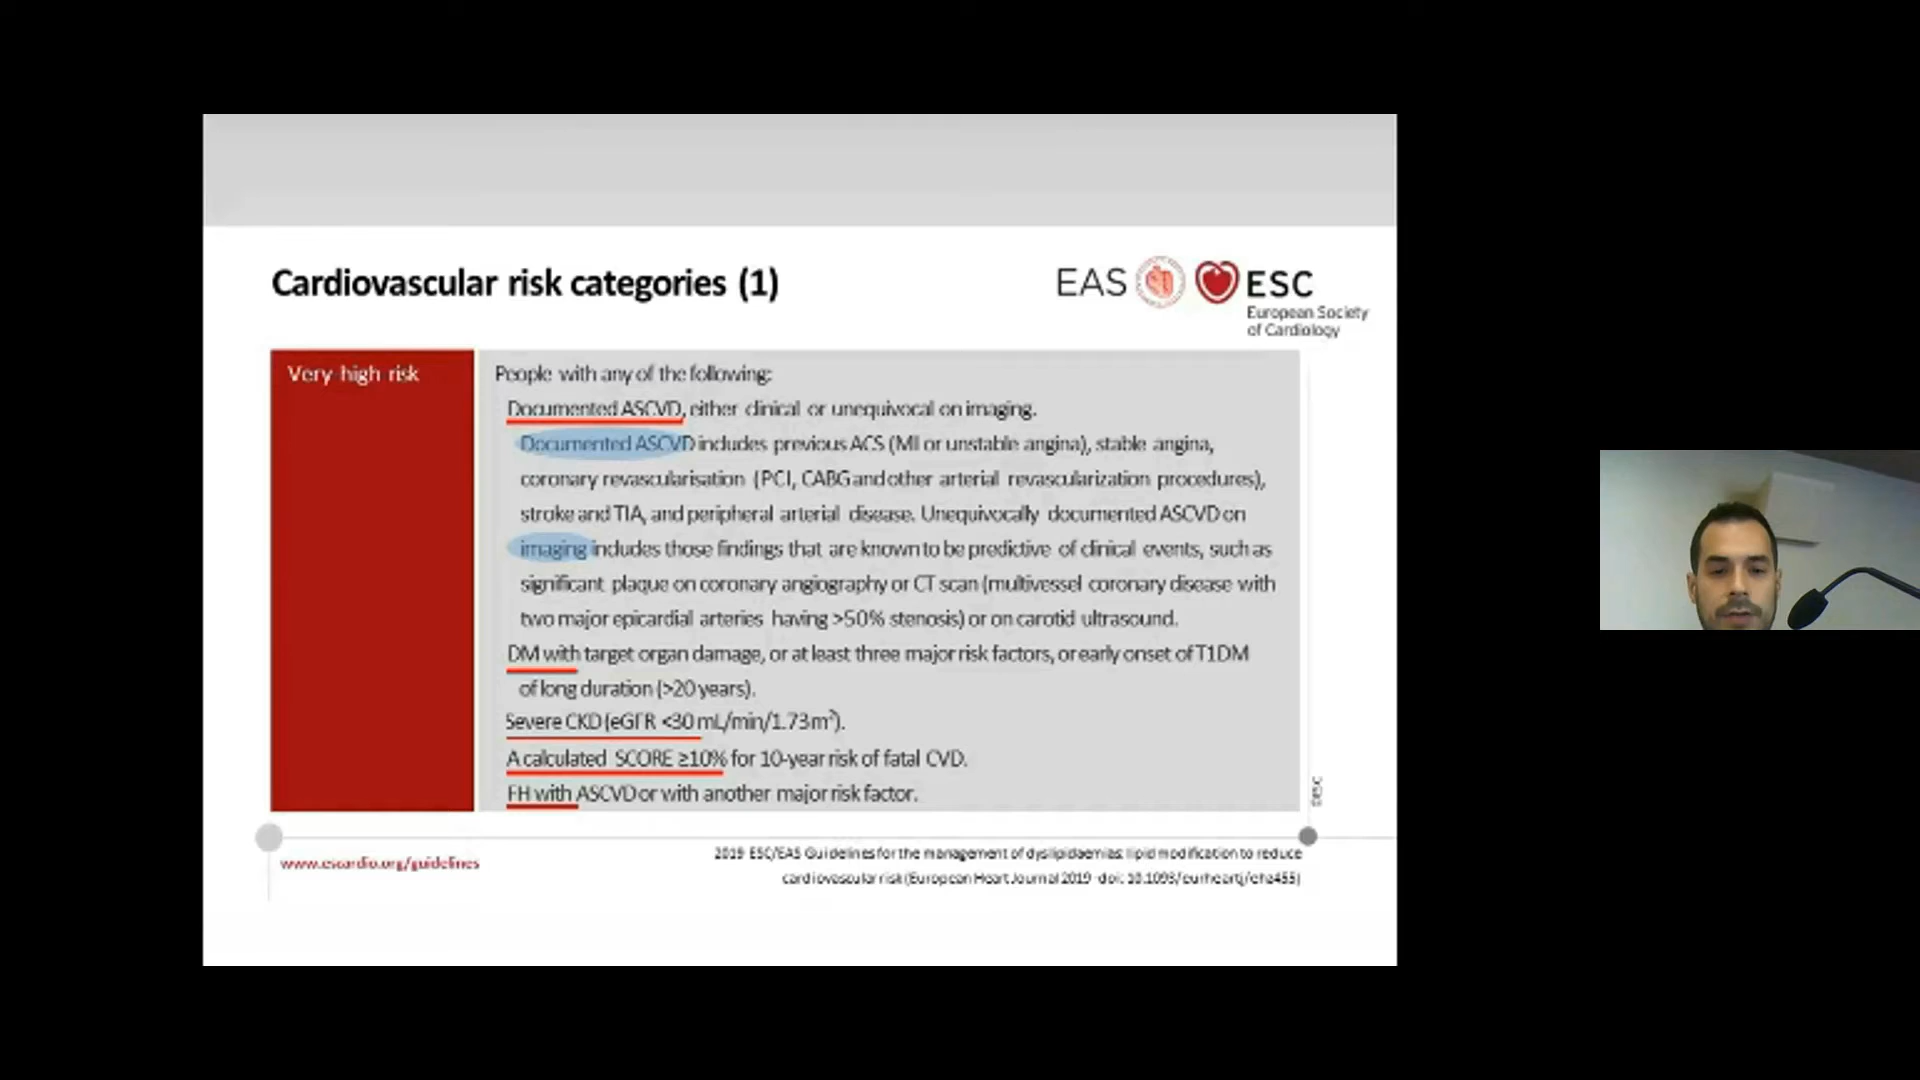 Cardiovascular risk categories (1)
EAS
ESC
European Society
of Cardiology
Very high risk
People with any of the following:
Documented ASCVD, either clinical or unequivocal on imaging.
Documented ASCVD includes previous ACS (MI or unstable angina), stable angina,
coronary revascularisation (PCI, CABG and other arterial revascularization procedures),
stroke and TIA, and peripheral arterial disease. Unequivocally documented ASCVD on
imaging includes those findings that are known to be predictive of clinical events, such as
significant plaque on coronary angiography or CT scan (multivessel coronary disease with
two major epicardial arteries having >50% stenosis) or on carotid ultrasound.
DM with target organ damage, or at least three major risk factors, or early onset of T1DM
of long duration (>20 years).
Severe CKD (eGFR <30 mL/min/1.73m²).
A calculated SCORE ≥10% for 10-year risk of fatal CVD.
FH with ASCVD or with another major risk factor.
©ESC
www.escardio.org/guidelines
2019 ESC/EAS Guidelines for the management of dyslipidaemias: lipid modification to reduce
cardiovascular risk (European Heart Journal 2019 -doi: 10.1093/eurheartj/ehz455)